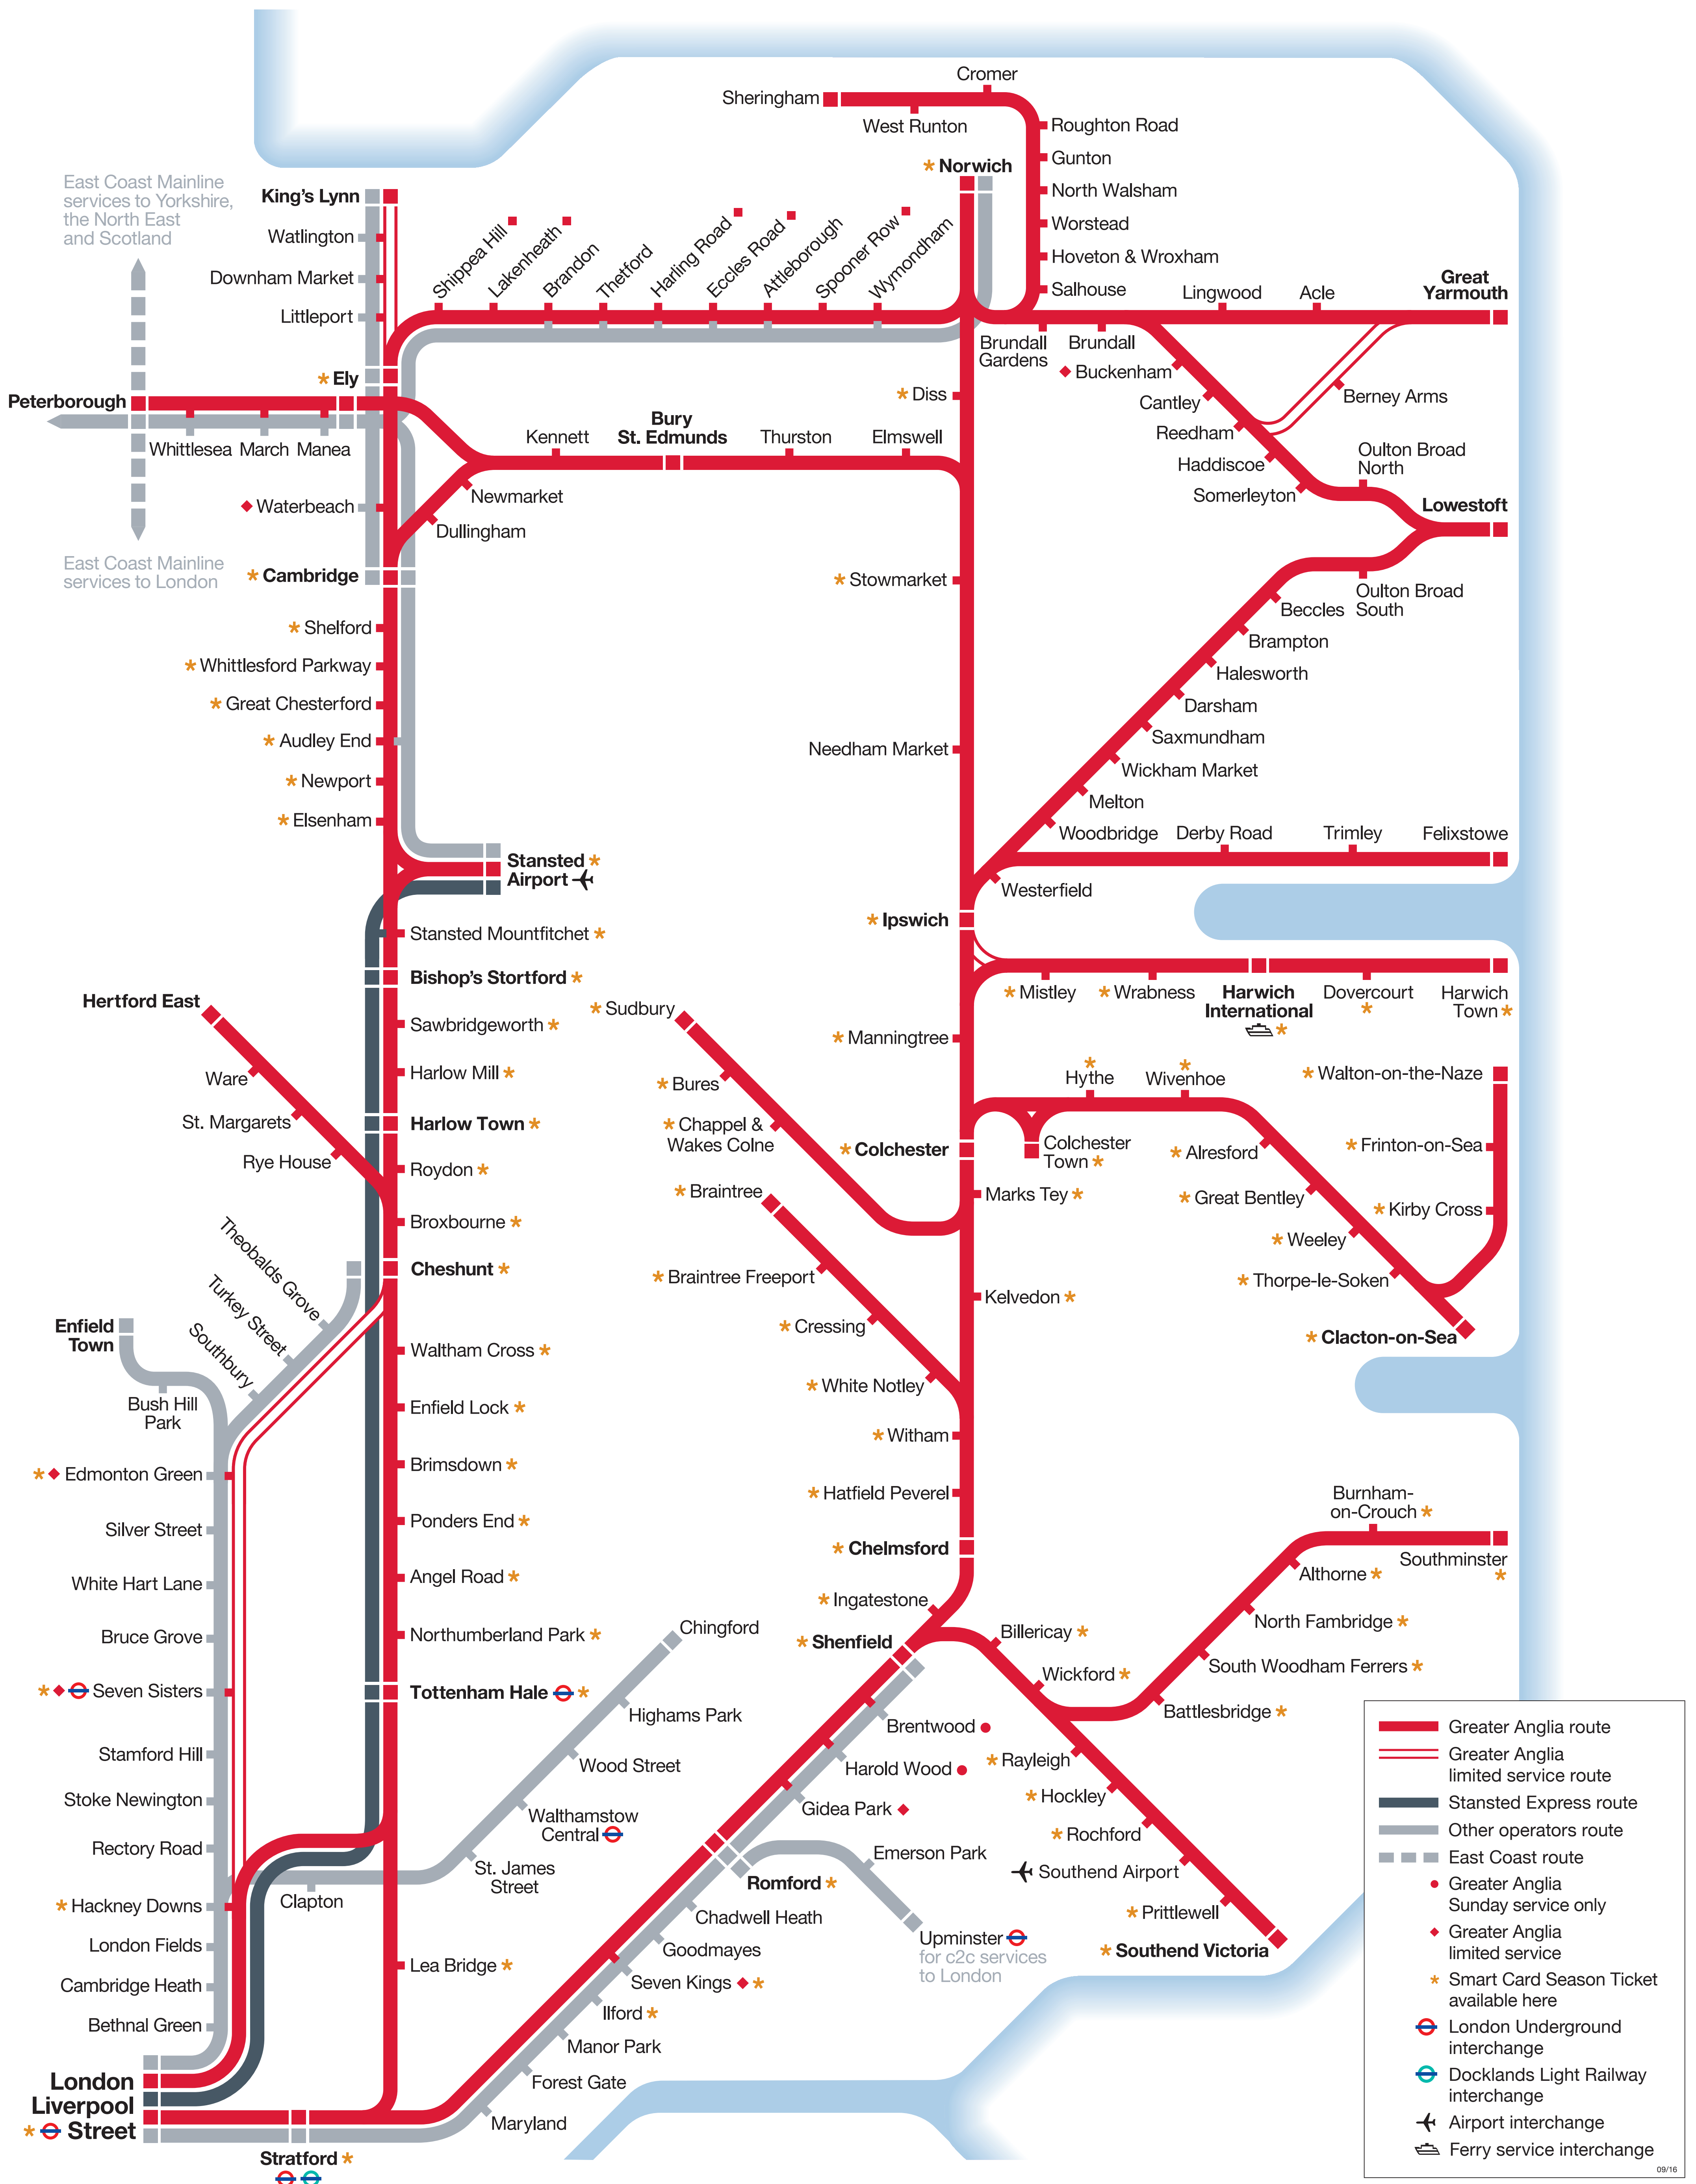 Cromer
Sheringham
West Runton
Roughton Road
Gunton
North Walsham
Worstead
Hoveton & Wroxham
Salhouse
* Norwich
East Coast Mainline
services to Yorkshire,
the North East
and Scotland
King's Lynn
Watlington
Downham Market
Littleport
* Ely
Shippea Hill
Lakenheath
Brandon
Thetford
Harling Road
Eccles Road
Attleborough
Spooner Row
Wymondham
Lingwood
Acle
Great
Yarmouth
Brundall
Gardens
Brundall
Buckenham
Cantley
Reedham
Haddiscoe
Somerleyton
Berney Arms
Oulton Broad
North
Lowestoft
Oulton Broad
South
Beccles
Brampton
Halesworth
Darsham
Saxmundham
Wickham Market
Melton
Woodbridge
Derby Road
Trimley
Felixstowe
Westerfield
Peterborough
Whittlesea
March
Manea
East Coast Mainline
services to London
Waterbeach
* Cambridge
Kennett
Bury
St. Edmunds
Thurston
Elmswell
Newmarket
Dullingham
* Diss
* Stowmarket
Needham Market
* Ipswich
* Shelford
* Whittlesford Parkway
* Great Chesterford
* Audley End
* Newport
* Elsenham
Stansted *
Airport
Stansted Mountfitchet *
Bishop's Stortford *
Sawbridgeworth *
Harlow Mill *
Harlow Town *
Roydon *
Broxbourne *
Cheshunt *
Waltham Cross *
Enfield Lock *
Brimsdown *
Ponders End *
Angel Road *
Northumberland Park *
Tottenham Hale *
Lea Bridge *
Hertford East
Ware
St. Margarets
Rye House
Theobalds Grove
Turkey Street
Southbury
Enfield
Town
Bush Hill
Park
* Edmonton Green
Silver Street
White Hart Lane
Bruce Grove
* Seven Sisters
Stamford Hill
Stoke Newington
Rectory Road
* Hackney Downs
London Fields
Cambridge Heath
Bethnal Green
London
Liverpool
* Street
Stratford *
Clapton
St. James
Street
Walthamstow
Central
Wood Street
Highams Park
Chingford
* Mistley
* Wrabness
Harwich
International
*
Dovercourt
*
Harwich
Town *
* Manningtree
* Sudbury
* Bures
* Chappel &
Wakes Colne
* Colchester
*
Hythe
*
Wivenhoe
Colchester
Town *
* Alresford
* Great Bentley
* Weeley
* Thorpe-le-Soken
* Clacton-on-Sea
* Walton-on-the-Naze
* Frinton-on-Sea
* Kirby Cross
Marks Tey *
Kelvedon *
* Braintree
* Braintree Freeport
* Cressing
* White Notley
* Witham
* Hatfield Peverel
* Chelmsford
* Ingatestone
* Shenfield
Billericay *
Wickford *
Battlesbridge *
South Woodham Ferrers *
North Fambridge *
Althorne *
Burnham-
on-Crouch *
Southminster
*
* Rayleigh
* Hockley
* Rochford
Southend Airport
* Prittlewell
* Southend Victoria
Brentwood
Harold Wood
Gidea Park
Romford *
Emerson Park
Upminster
for c2c services
to London
Chadwell Heath
Goodmayes
Seven Kings *
Ilford *
Manor Park
Forest Gate
Maryland
Greater Anglia route
Greater Anglia
limited service route
Stansted Express route
Other operators route
East Coast route
Greater Anglia
Sunday service only
Greater Anglia
limited service
* Smart Card Season Ticket
available here
London Underground
interchange
Docklands Light Railway
interchange
Airport interchange
Ferry service interchange
09/16